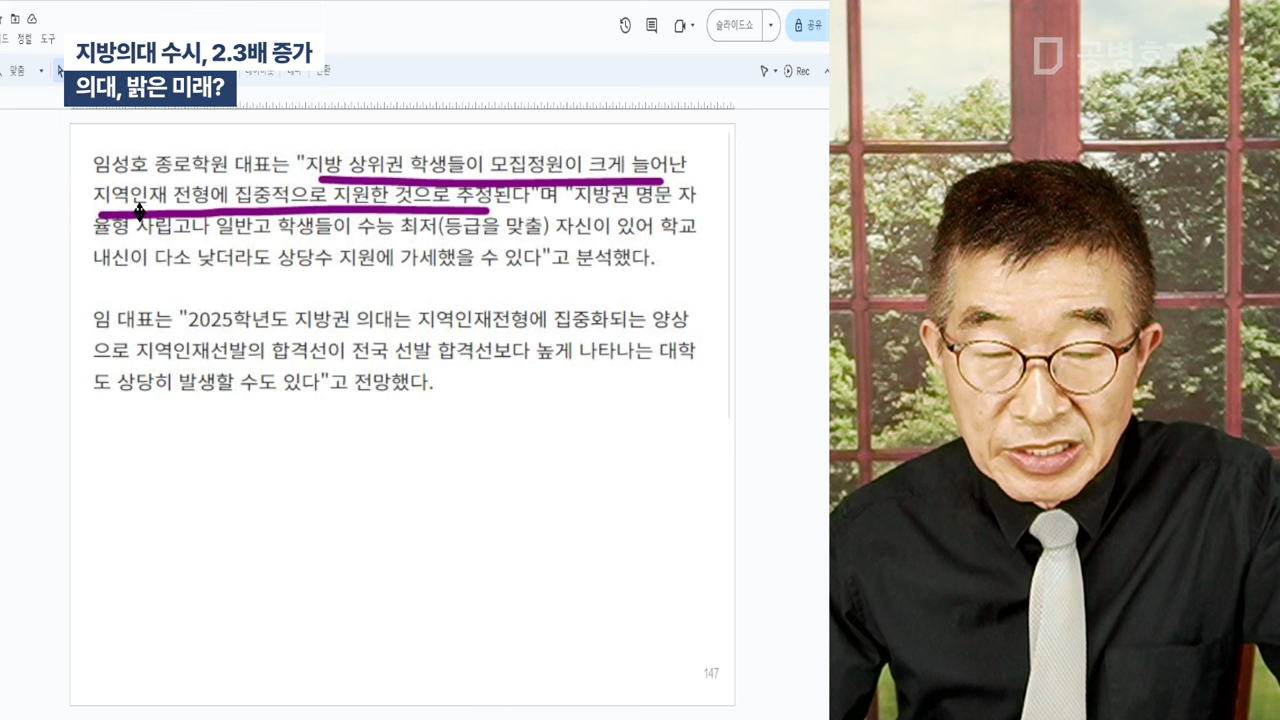 정렬 도구
슬라이드쇼
공유
지방의대 수시, 2.3배 증가
의대, 밝은 미래?
맞춤
Rec
공병호TV
임성호 종로학원 대표는 "지방 상위권 학생들이 모집정원이 크게 늘어난
지역인재 전형에 집중적으로 지원한 것으로 추정된다"며 "지방권 명문 자
율형 사립고나 일반고 학생들이 수능 최저(등급을 맞출) 자신이 있어 학교
내신이 다소 낮더라도 상당수 지원에 가세했을 수 있다"고 분석했다.
임 대표는 "2025학년도 지방권 의대는 지역인재전형에 집중화되는 양상
으로 지역인재선발의 합격선이 전국 선발 합격선보다 높게 나타나는 대학
도 상당히 발생할 수도 있다"고 전망했다.
147